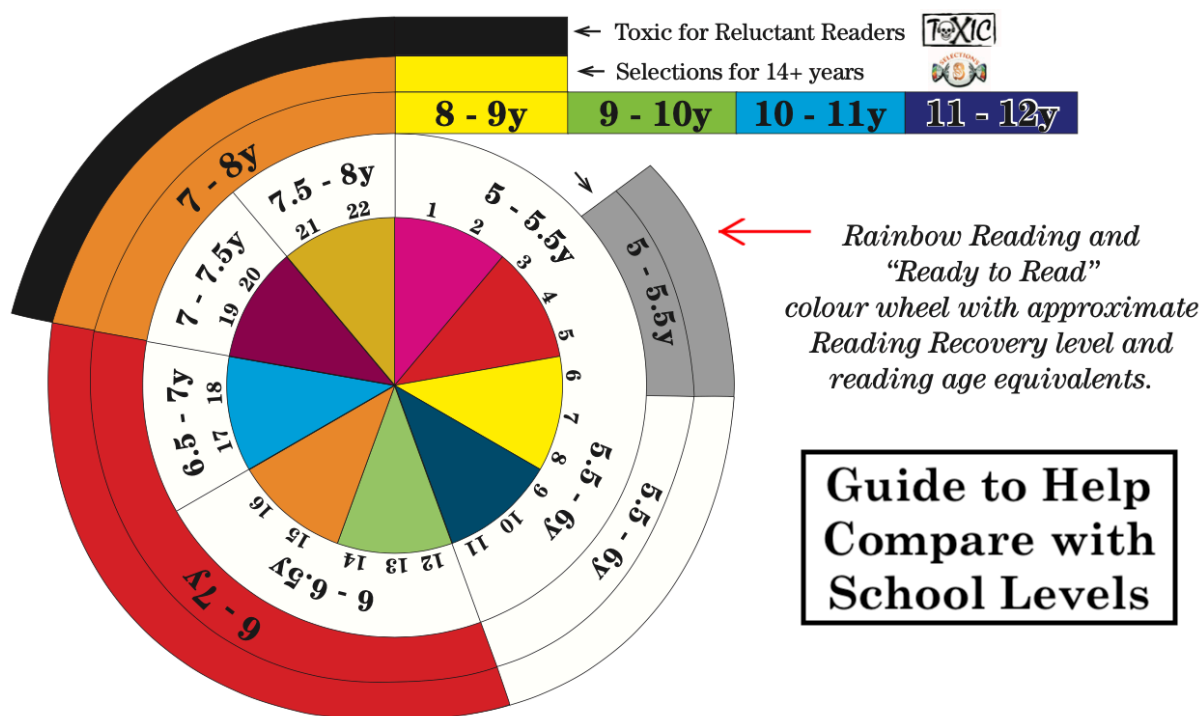 Toxic for Reluctant Readers
TOXIC
Selections for 14+ years
SELECTIONS
S
8 - 9y
9 - 10y
10 - 11y
11 - 12y
7 - 8y
7.5 - 8y
5 - 5.5y
5 - 5.5y
7 - 7.5y
6.5 - 7y
5.5 - 6y
5.5 - 6y
6 - 6.5y
6 - 7y
1
2
3
4
5
6
7
8
9
10
11
12
13
14
15
16
17
18
19
20
21
22
Rainbow Reading and
“Ready to Read”
colour wheel with approximate
Reading Recovery level and
reading age equivalents.
Guide to Help
Compare with
School Levels